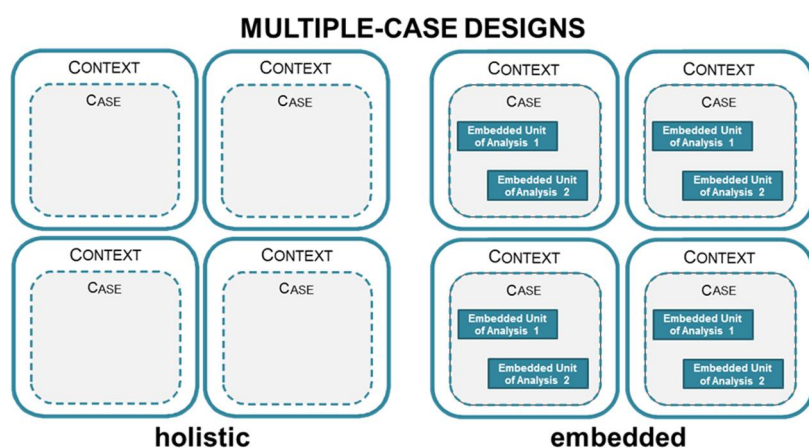 MULTIPLE-CASE DESIGNS
CONTEXT
CASE
CONTEXT
CASE
CONTEXT
CASE
Embedded Unit
of Analysis 1
Embedded Unit
of Analysis 2
CONTEXT
CASE
Embedded Unit
of Analysis 1
Embedded Unit
of Analysis 2
CONTEXT
CASE
CONTEXT
CASE
CONTEXT
CASE
Embedded Unit
of Analysis 1
Embedded Unit
of Analysis 2
CONTEXT
CASE
Embedded Unit
of Analysis 1
Embedded Unit
of Analysis 2
holistic
embedded